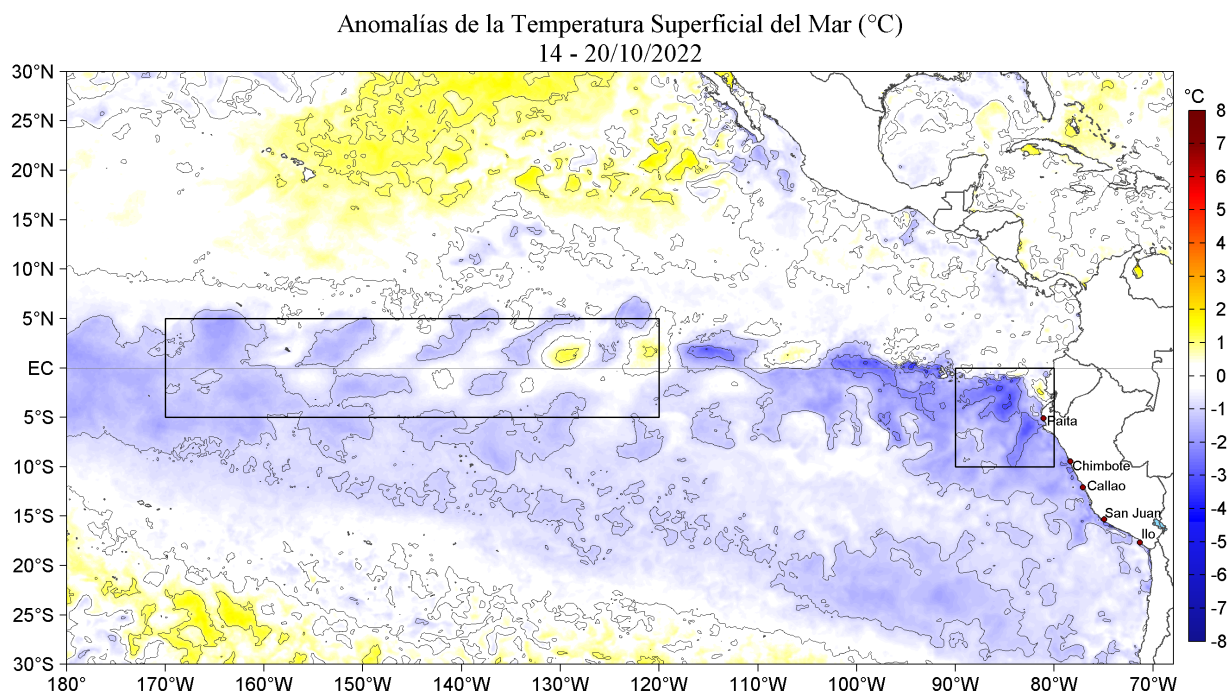 Anomalías de la Temperatura Superficial del Mar (°C)
14 - 20/10/2022
30°N
25°N
20°N
15°N
10°N
5°N
EC
5°S
10°S
15°S
20°S
25°S
30°S
180°
170°W
160°W
150°W
140°W
130°W
120°W
110°W
100°W
90°W
80°W
70°W
Paita
Chimbote
Callao
San Juan
Ilo
°C
8
7
6
5
4
3
2
1
0
-1
-2
-3
-4
-5
-6
-7
-8